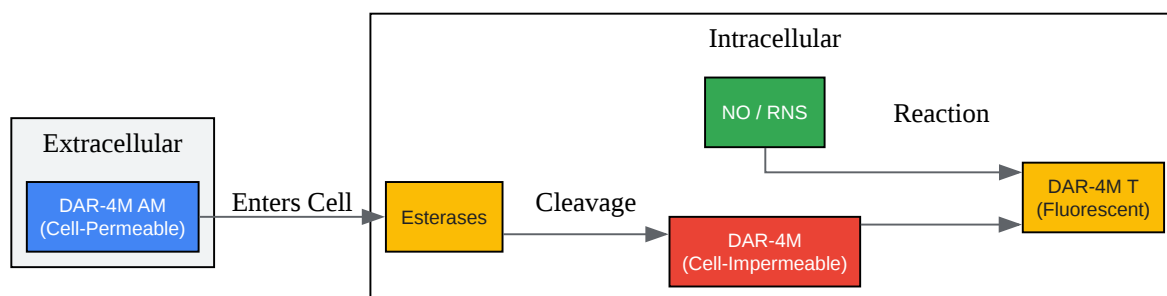 Intracellular
NO / RNS
Reaction
Extracellular
DAR-4M AM
(Cell-Permeable)
Enters Cell
Esterases
Cleavage
DAR-4M
(Cell-Impermeable)
DAR-4M T
(Fluorescent)